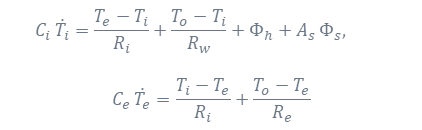 C_i Ṫ_i = (T_e − T_i)/R_i + (T_o − T_i)/R_w + Φ_h + A_s Φ_s,
C_e Ṫ_e = (T_i − T_e)/R_i + (T_o − T_e)/R_e